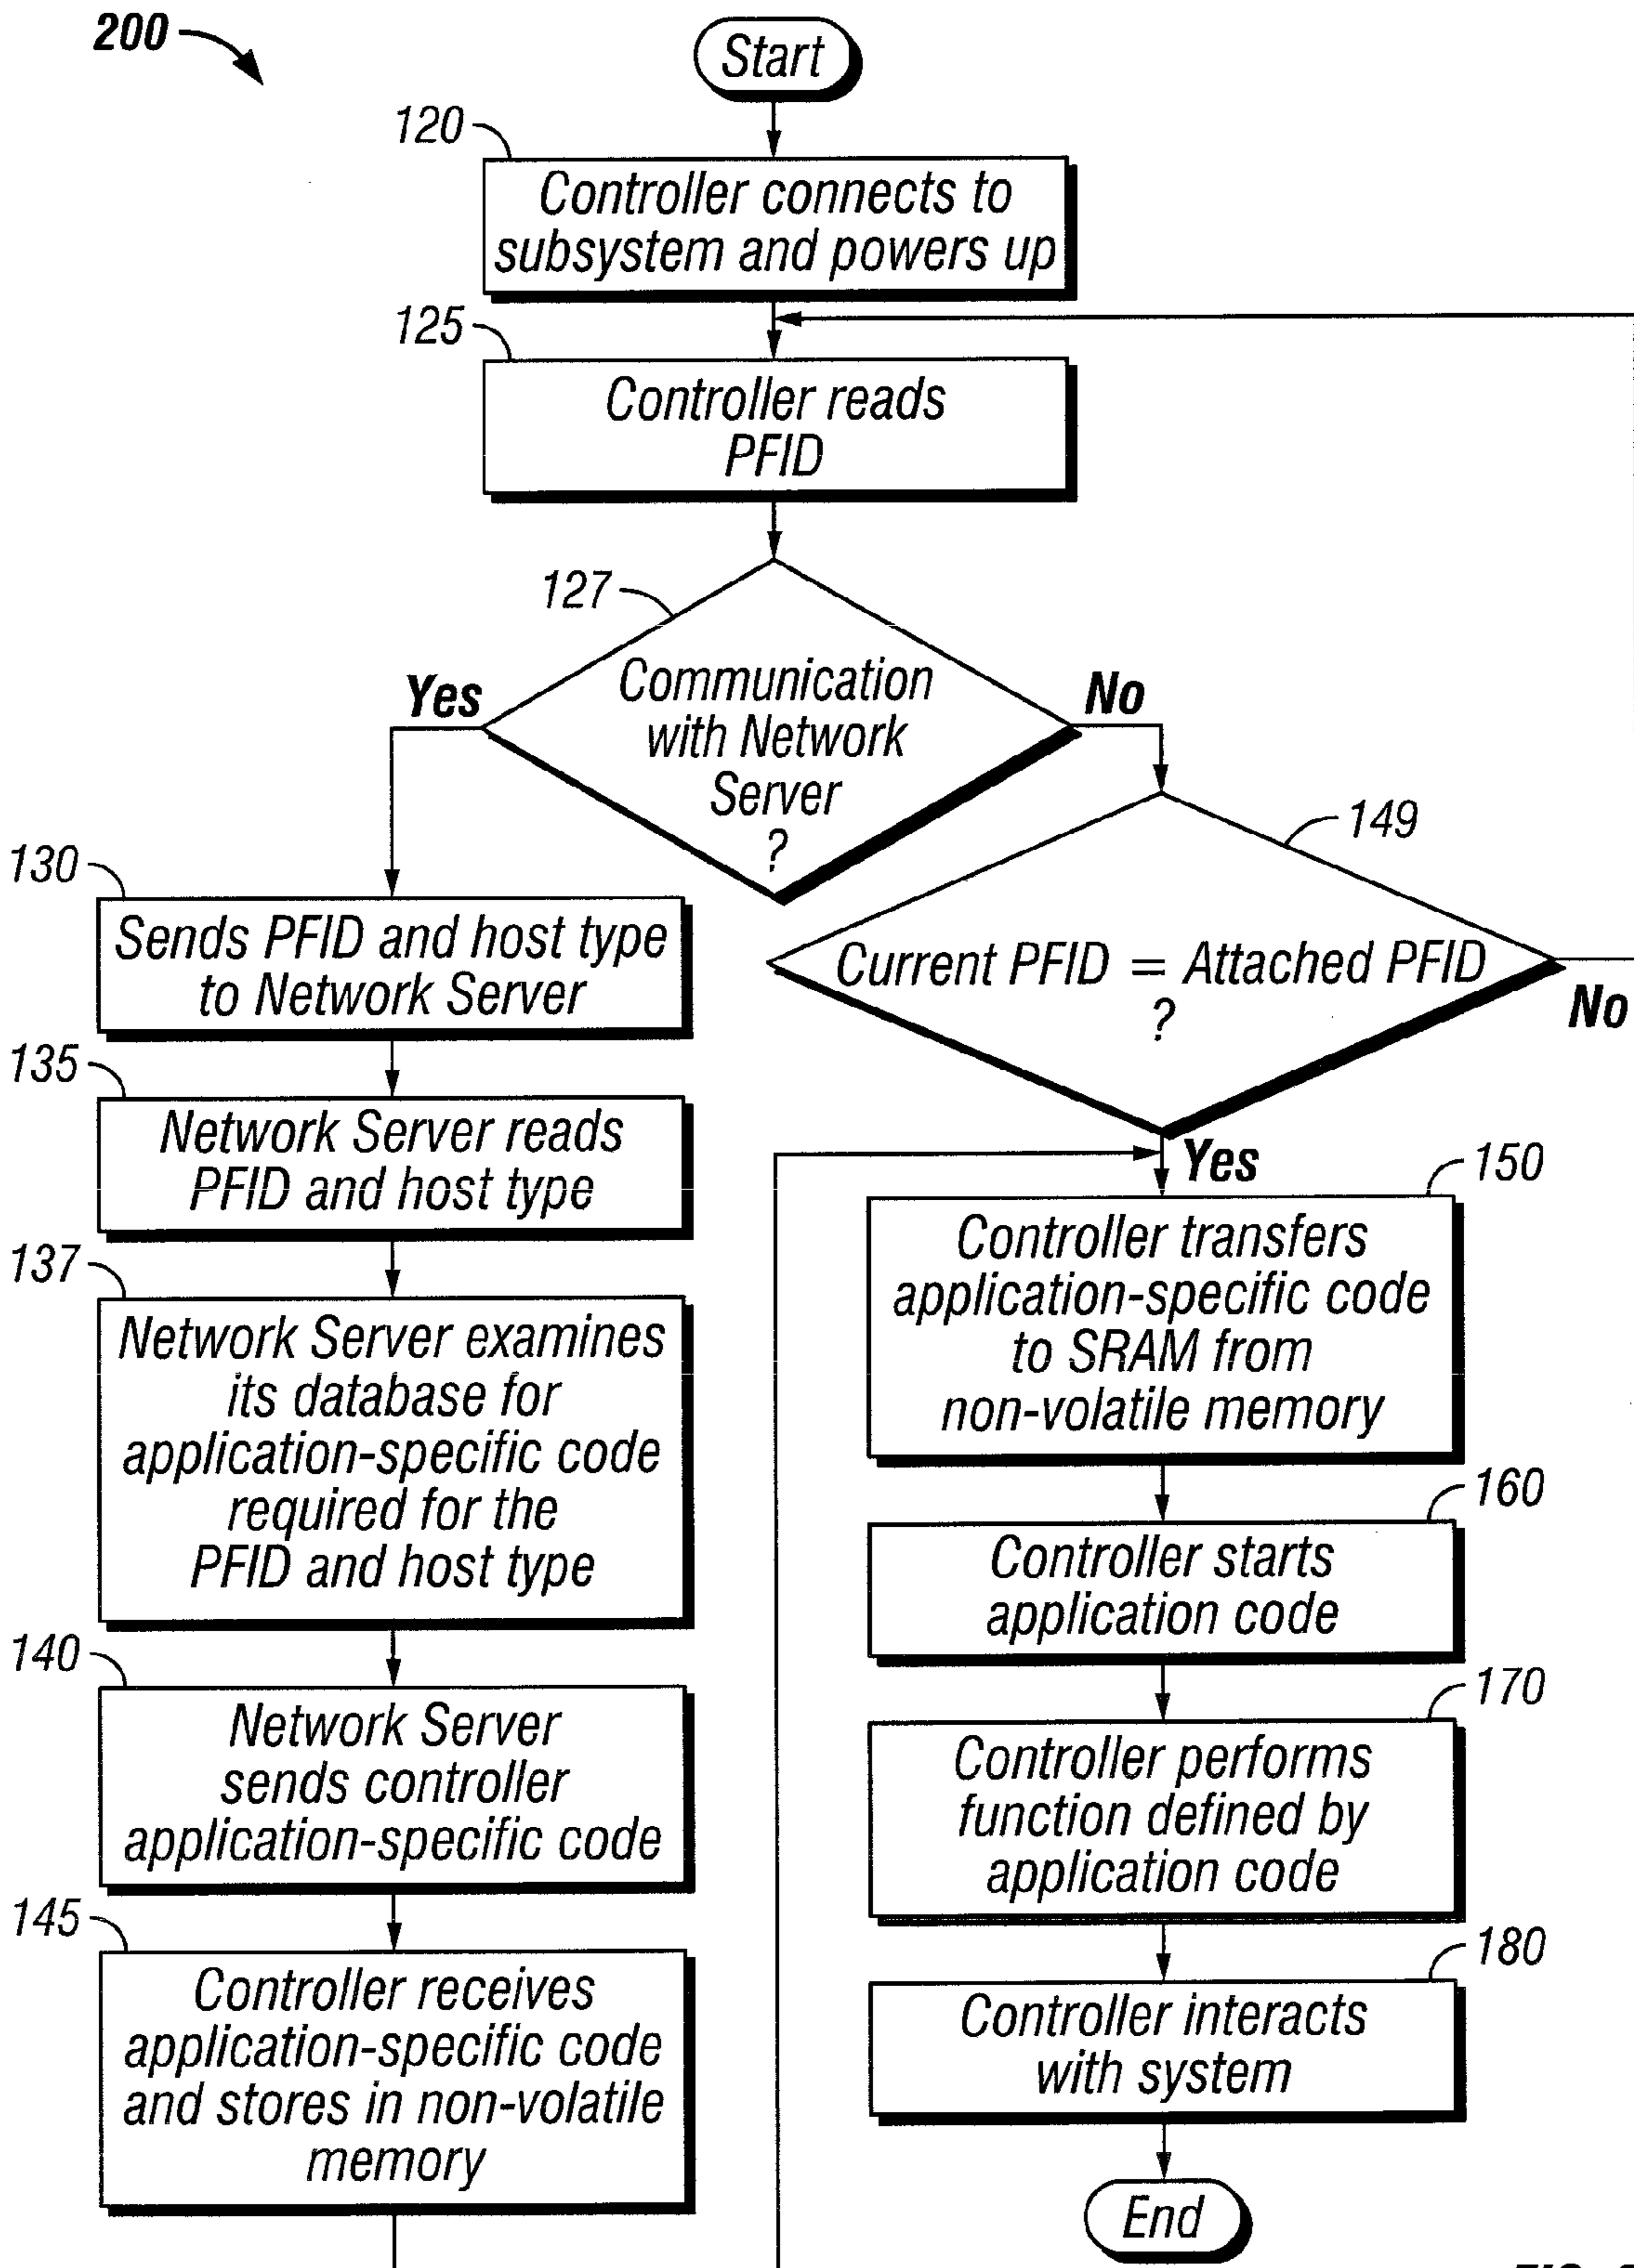 200
Start
120
Controller connects to
subsystem and powers up
125
Controller reads
PFID
127
Communication
with Network
Server
?
Yes
No
149
Current PFID = Attached PFID
?
No
Yes
130
Sends PFID and host type
to Network Server
135
Network Server reads
PFID and host type
137
Network Server examines
its database for
application-specific code
required for the
PFID and host type
140
Network Server
sends controller
application-specific code
145
Controller receives
application-specific code
and stores in non-volatile
memory
150
Controller transfers
application-specific code
to SRAM from
non-volatile memory
160
Controller starts
application code
170
Controller performs
function defined by
application code
180
Controller interacts
with system
End